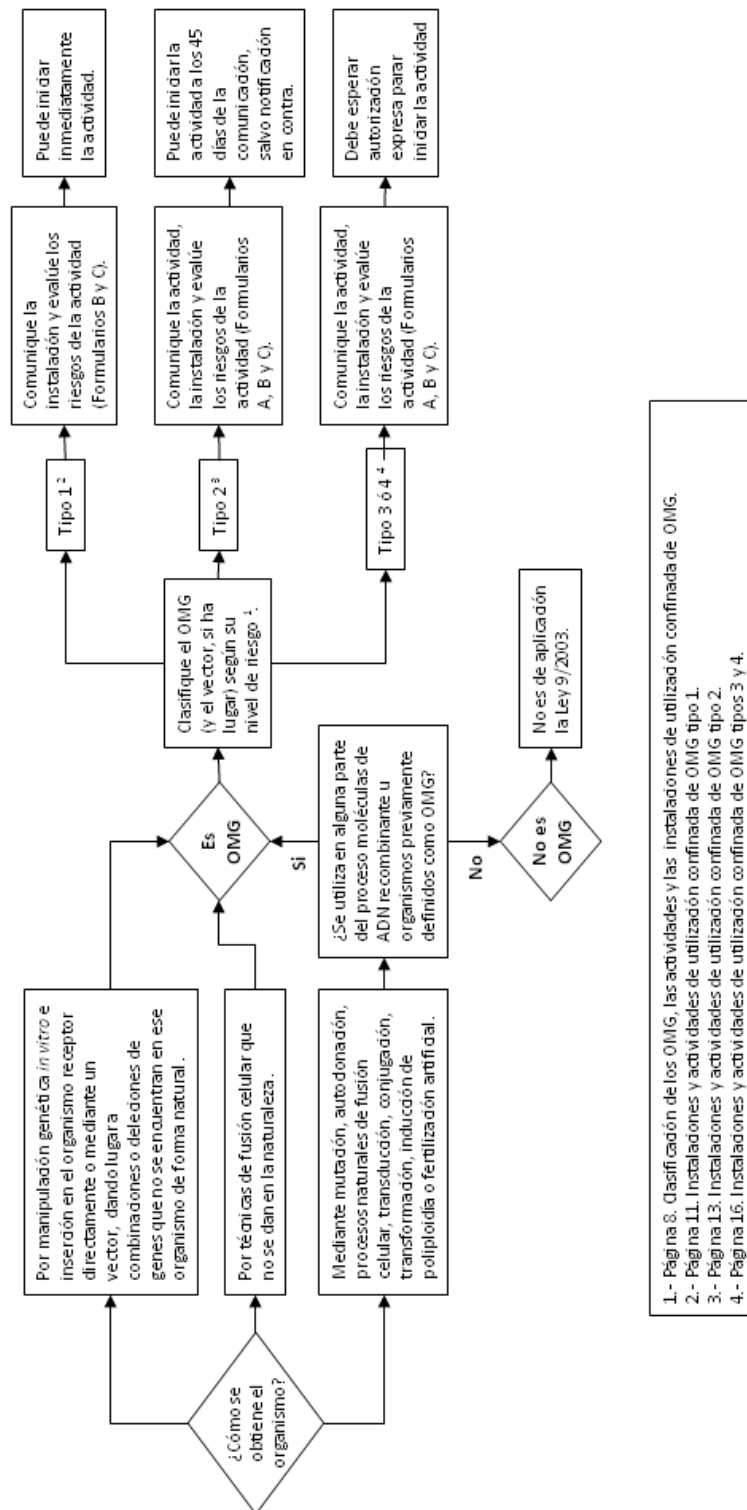 ¿Cómo se
obtiene el
organismo?
Por manipulación genética in vitro e
inserción en el organismo receptor
directamente o mediante un
vector, dando lugar a
combinaciones o deleciones de
genes que no se encuentran en ese
organismo de forma natural.
Por técnicas de fusión celular que
no se dan en la naturaleza.
Mediante mutación, autoclonación,
procesos naturales de fusión
celular, transducción, conjugación,
transformación, inducción de
poliploidía o fertilización artificial.
¿Se utiliza en alguna parte
del proceso moléculas de
ADN recombinante u
organismos previamente
definidos como OMG?
Si
No
Es
OMG
No es
OMG
No es de aplicación
la Ley 9/2003.
Clasifique el OMG
(y el vector, si ha
lugar) según su
nivel de riesgo ¹.
Tipo 1 ²
Tipo 2 ³
Tipo 3 ó 4 ⁴
Comunique la
instalación y evalúe los
riesgos de la actividad
(Formularios B y C).
Comunique la actividad,
la instalación y evalúe
los riesgos de la
actividad (Formularios
A, B y C).
Comunique la actividad,
la instalación y evalúe
los riesgos de la
actividad (Formularios
A, B y C).
Puede iniciar
inmediatamente
la actividad.
Puede iniciar la
actividad a los 45
días de la
comunicación,
salvo notificación
en contra.
Debe esperar
autorización
expresa parar
iniciar la actividad
1.- Página 8. Clasificación de los OMG, las actividades y las instalaciones de utilización confinada de OMG.
2.- Página 11. Instalaciones y actividades de utilización confinada de OMG tipo 1.
3.- Página 13. Instalaciones y actividades de utilización confinada de OMG tipo 2.
4.- Página 16. Instalaciones y actividades de utilización confinada de OMG tipos 3 y 4.